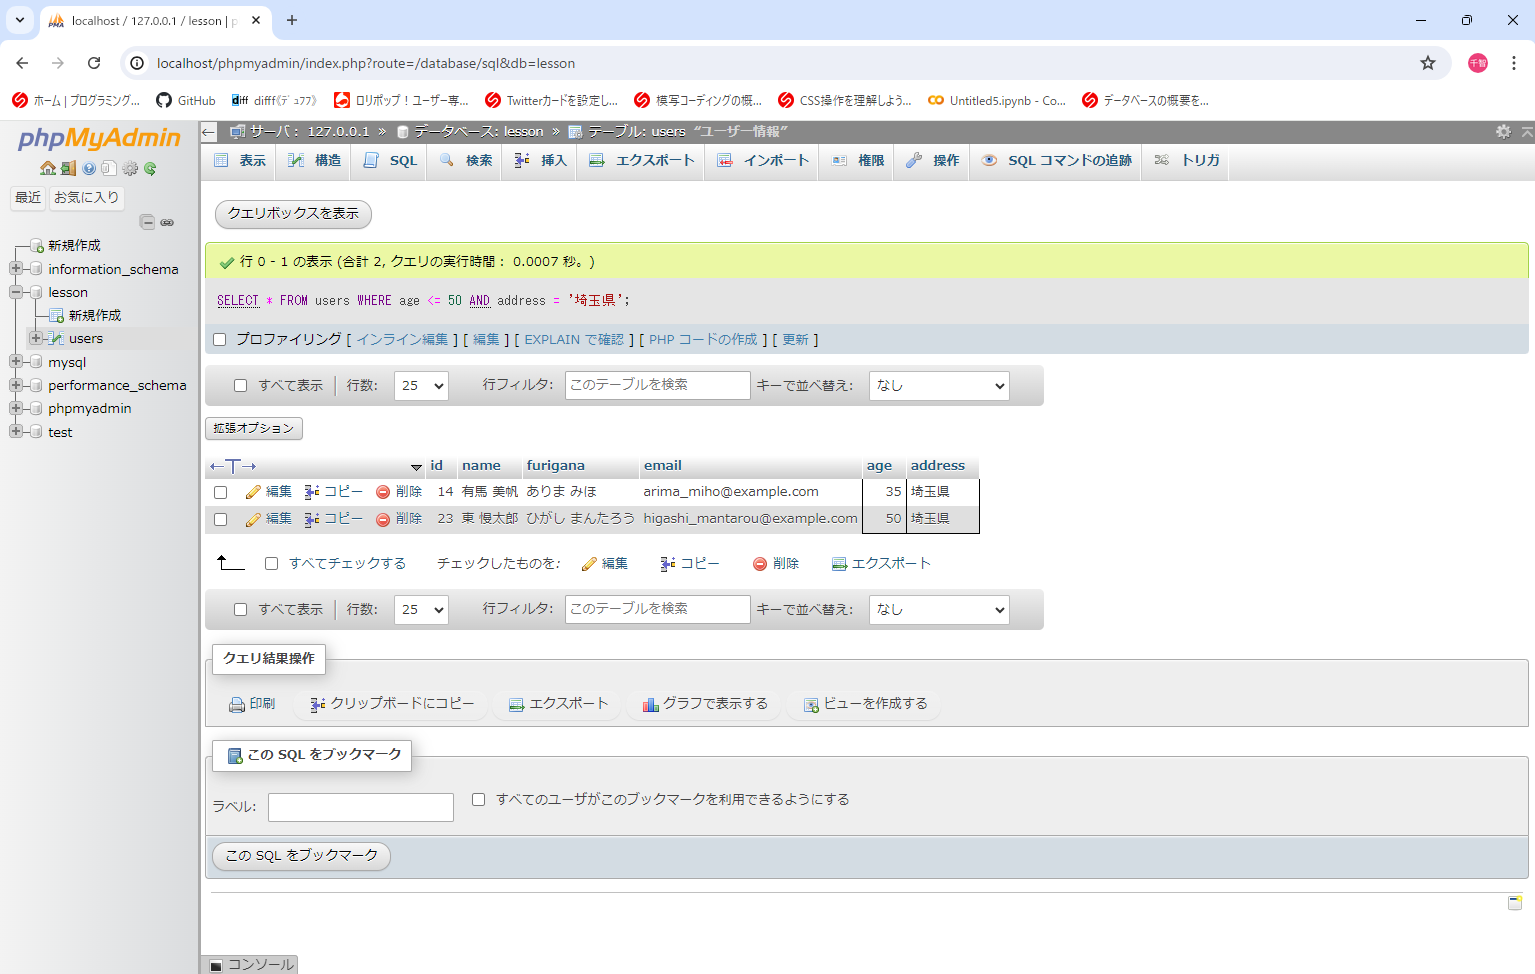 localhost / 127.0.0.1 / lesson | p
localhost/phpmyadmin/index.php?route=/database/sql&db=lesson
千智
ホーム | プログラミング...
GitHub
diff difff《ﾃﾞｭﾌﾌ》
ロリポップ！ユーザー専...
Twitterカードを設定し...
模写コーディングの概...
CSS操作を理解しよう...
Untitled5.ipynb - Co...
データベースの概要を...
phpMyAdmin
最近 お気に入り
新規作成
information_schema
lesson
新規作成
users
mysql
performance_schema
phpmyadmin
test
サーバ： 127.0.0.1 » データベース: lesson » テーブル: users “ユーザー情報”
表示 構造 SQL 検索 挿入 エクスポート インポート 権限 操作 SQL コマンドの追跡 トリガ
クエリボックスを表示
行 0 - 1 の表示 (合計 2, クエリの実行時間： 0.0007 秒。)
SELECT * FROM users WHERE age <= 50 AND address = '埼玉県';
プロファイリング [ インライン編集 ] [ 編集 ] [ EXPLAIN で確認 ] [ PHP コードの作成 ] [ 更新 ]
すべて表示 行数: 25 行フィルタ: このテーブルを検索 キーで並べ替え: なし
拡張オプション
←T→ id name furigana email age address
編集 コピー 削除 14 有馬 美帆 ありま みほ arima_miho@example.com 35 埼玉県
編集 コピー 削除 23 東 慢太郎 ひがし まんたろう higashi_mantarou@example.com 50 埼玉県
すべてチェックする チェックしたものを: 編集 コピー 削除 エクスポート
すべて表示 行数: 25 行フィルタ: このテーブルを検索 キーで並べ替え: なし
クエリ結果操作
印刷 クリップボードにコピー エクスポート グラフで表示する ビューを作成する
この SQL をブックマーク
ラベル: すべてのユーザがこのブックマークを利用できるようにする
この SQL をブックマーク
コンソール